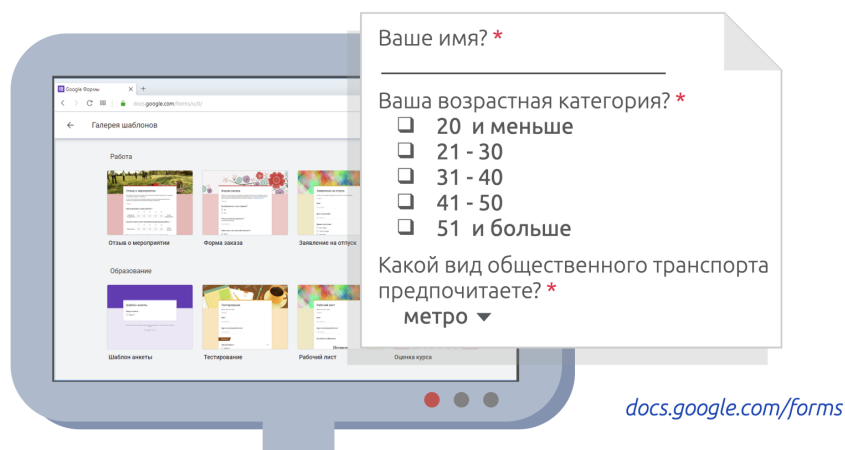 Google Формы
docs.google.com/forms/u/0/
Галерея шаблонов
Работа
Отзыв о мероприятии
Форма заказа
Заявление на отпуск
Образование
Шаблон анкеты
Тестирование
Рабочий лист
Оценка курса
Ваше имя? *
Ваша возрастная категория? *
20 и меньше
21 - 30
31 - 40
41 - 50
51 и больше
Какой вид общественного транспорта
предпочитаете? *
метро
docs.google.com/forms